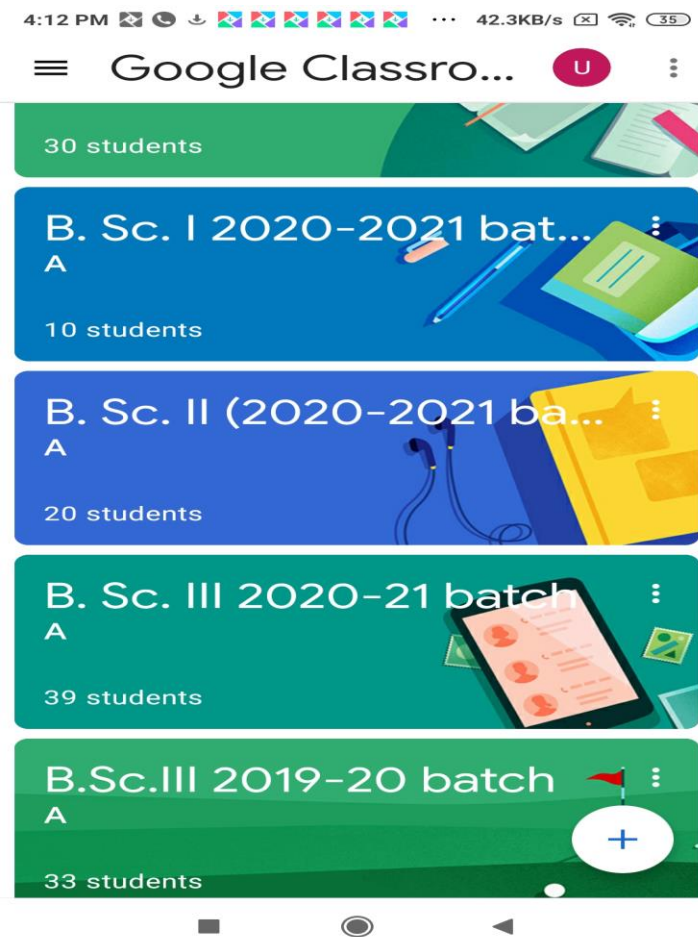 4:12 PM ... 42.3KB/s 35
Google Classro... U
30 students
B. Sc. I 2020-2021 bat...
A
10 students
B. Sc. II (2020-2021 ba...
A
20 students
B. Sc. III 2020-21 batch
A
39 students
B.Sc.III 2019-20 batch
A
33 students